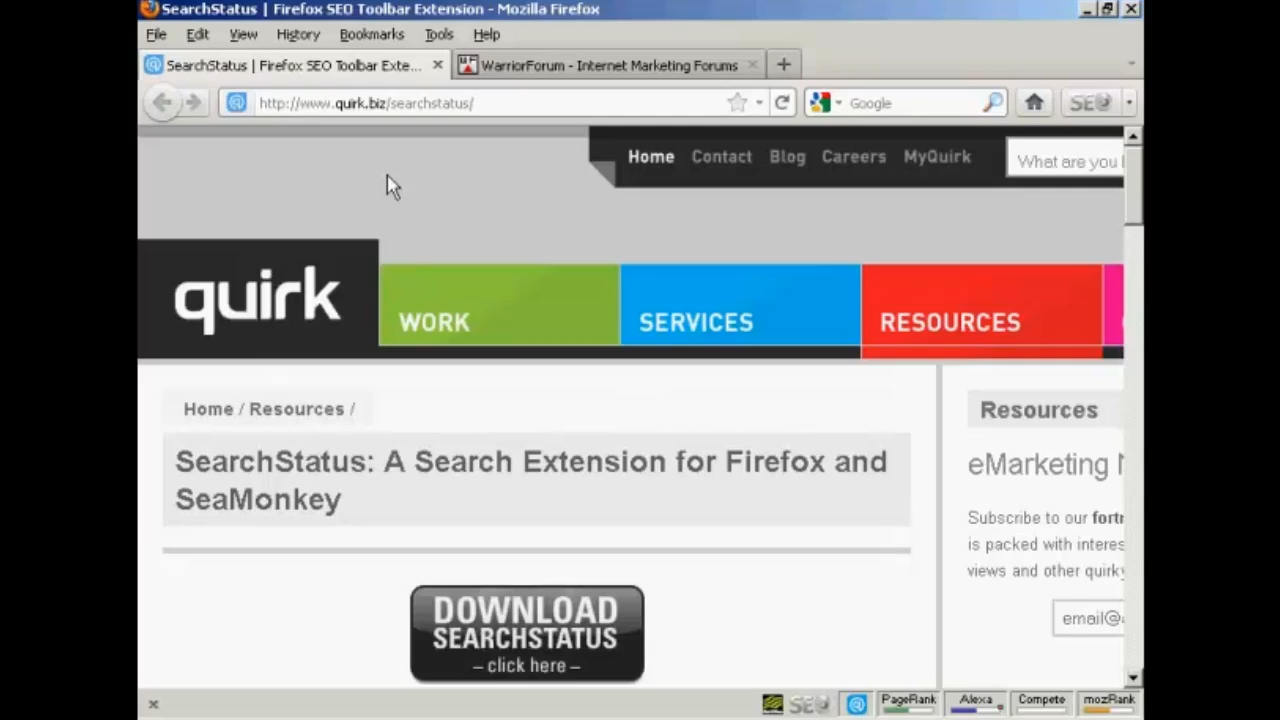 SearchStatus | Firefox SEO Toolbar Extension - Mozilla Firefox
File Edit View History Bookmarks Tools Help
SearchStatus | Firefox SEO Toolbar Exte... WarriorForum - Internet Marketing Forums
http://www.quirk.biz/searchstatus/ Google SEO
Home Contact Blog Careers MyQuirk What are you
quirk WORK SERVICES RESOURCES
Home / Resources /
SearchStatus: A Search Extension for Firefox and
SeaMonkey
DOWNLOAD
SEARCHSTATUS
– click here –
Resources
eMarketing
Subscribe to our fortr
is packed with interes
views and other quirky
email@
SEO PageRank Alexa Compete mozRank